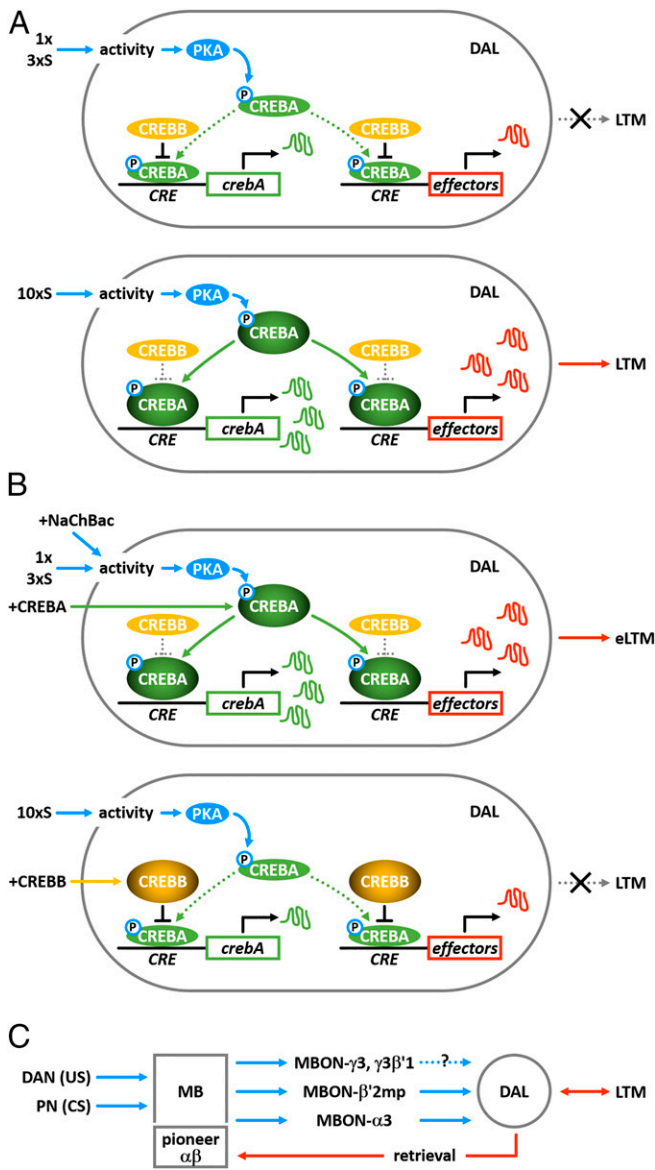 A
1x
3xS
activity
PKA
DAL
P
CREBA
CREBB
CREBB
P
CREBA
P
CREBA
CRE
crebA
CRE
effectors
LTM
10xS
activity
PKA
DAL
P
CREBA
CREBB
CREBB
P
CREBA
P
CREBA
CRE
crebA
CRE
effectors
LTM
B
+NaChBac
1x
3xS
activity
PKA
DAL
+CREBA
P
CREBA
CREBB
CREBB
P
CREBA
P
CREBA
CRE
crebA
CRE
effectors
eLTM
10xS
activity
PKA
DAL
+CREBB
P
CREBA
CREBB
CREBB
P
CREBA
P
CREBA
CRE
crebA
CRE
effectors
LTM
C
DAN (US)
PN (CS)
MB
pioneer
αβ
MBON-γ3, γ3β'1
?
MBON-β'2mp
MBON-α3
DAL
LTM
retrieval